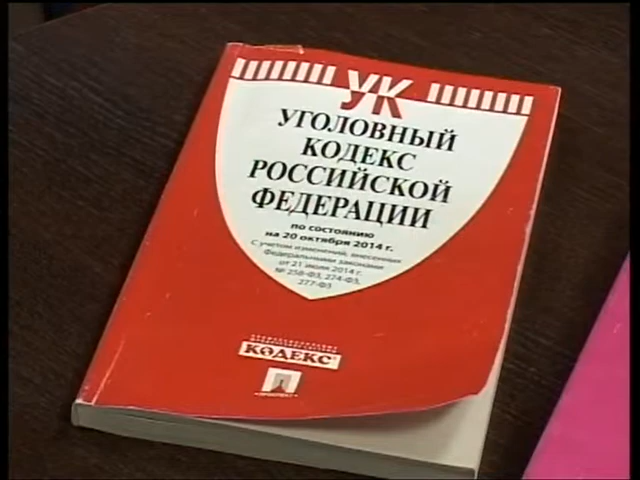 УК
УГОЛОВНЫЙ
КОДЕКС
РОССИЙСКОЙ
ФЕДЕРАЦИИ
по состоянию
на 20 октября 2014 г.
С учетом изменений, внесенных
Федеральными законами
от 21 июля 2014 г.
№ 258-ФЗ, 274-ФЗ,
277-ФЗ
КОДЕКС
ПРОСПЕКТ